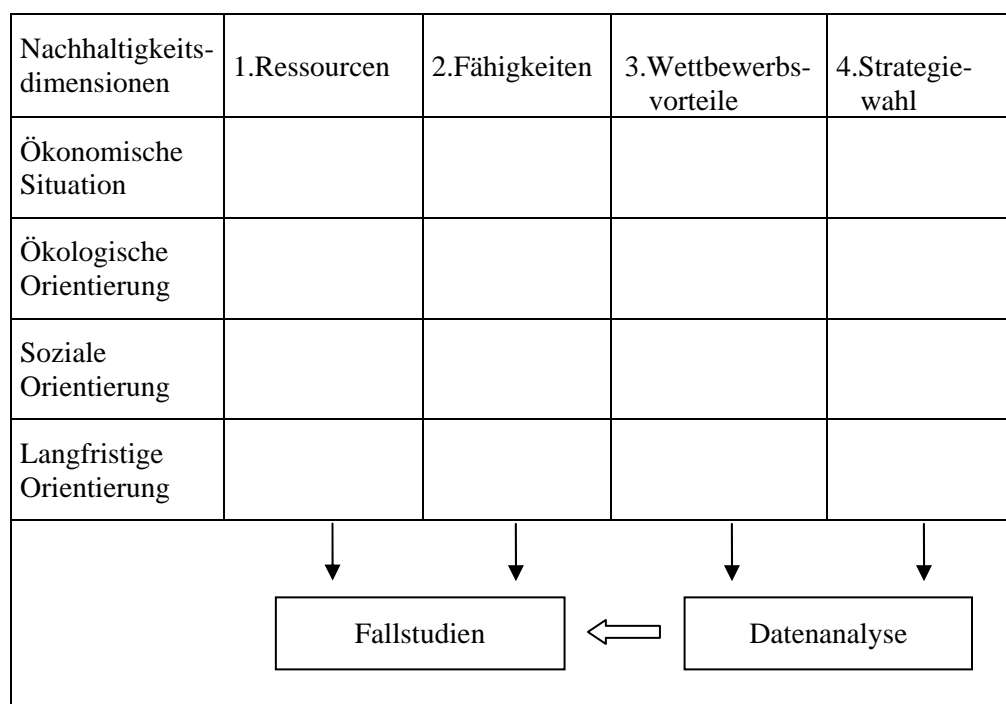 Nachhaltigkeits-
dimensionen
1.Ressourcen
2.Fähigkeiten
3.Wettbewerbs-
vorteile
4.Strategie-
wahl
Ökonomische
Situation
Ökologische
Orientierung
Soziale
Orientierung
Langfristige
Orientierung
Fallstudien
Datenanalyse